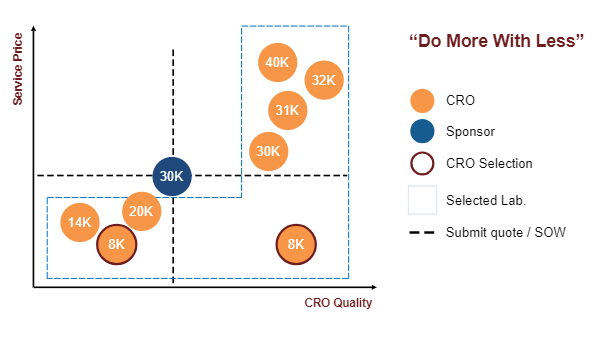 “Do More With Less”
Service Price
40K
32K
31K
30K
30K
20K
14K
8K
8K
CRO Quality
CRO
Sponsor
CRO Selection
Selected Lab.
Submit quote / SOW